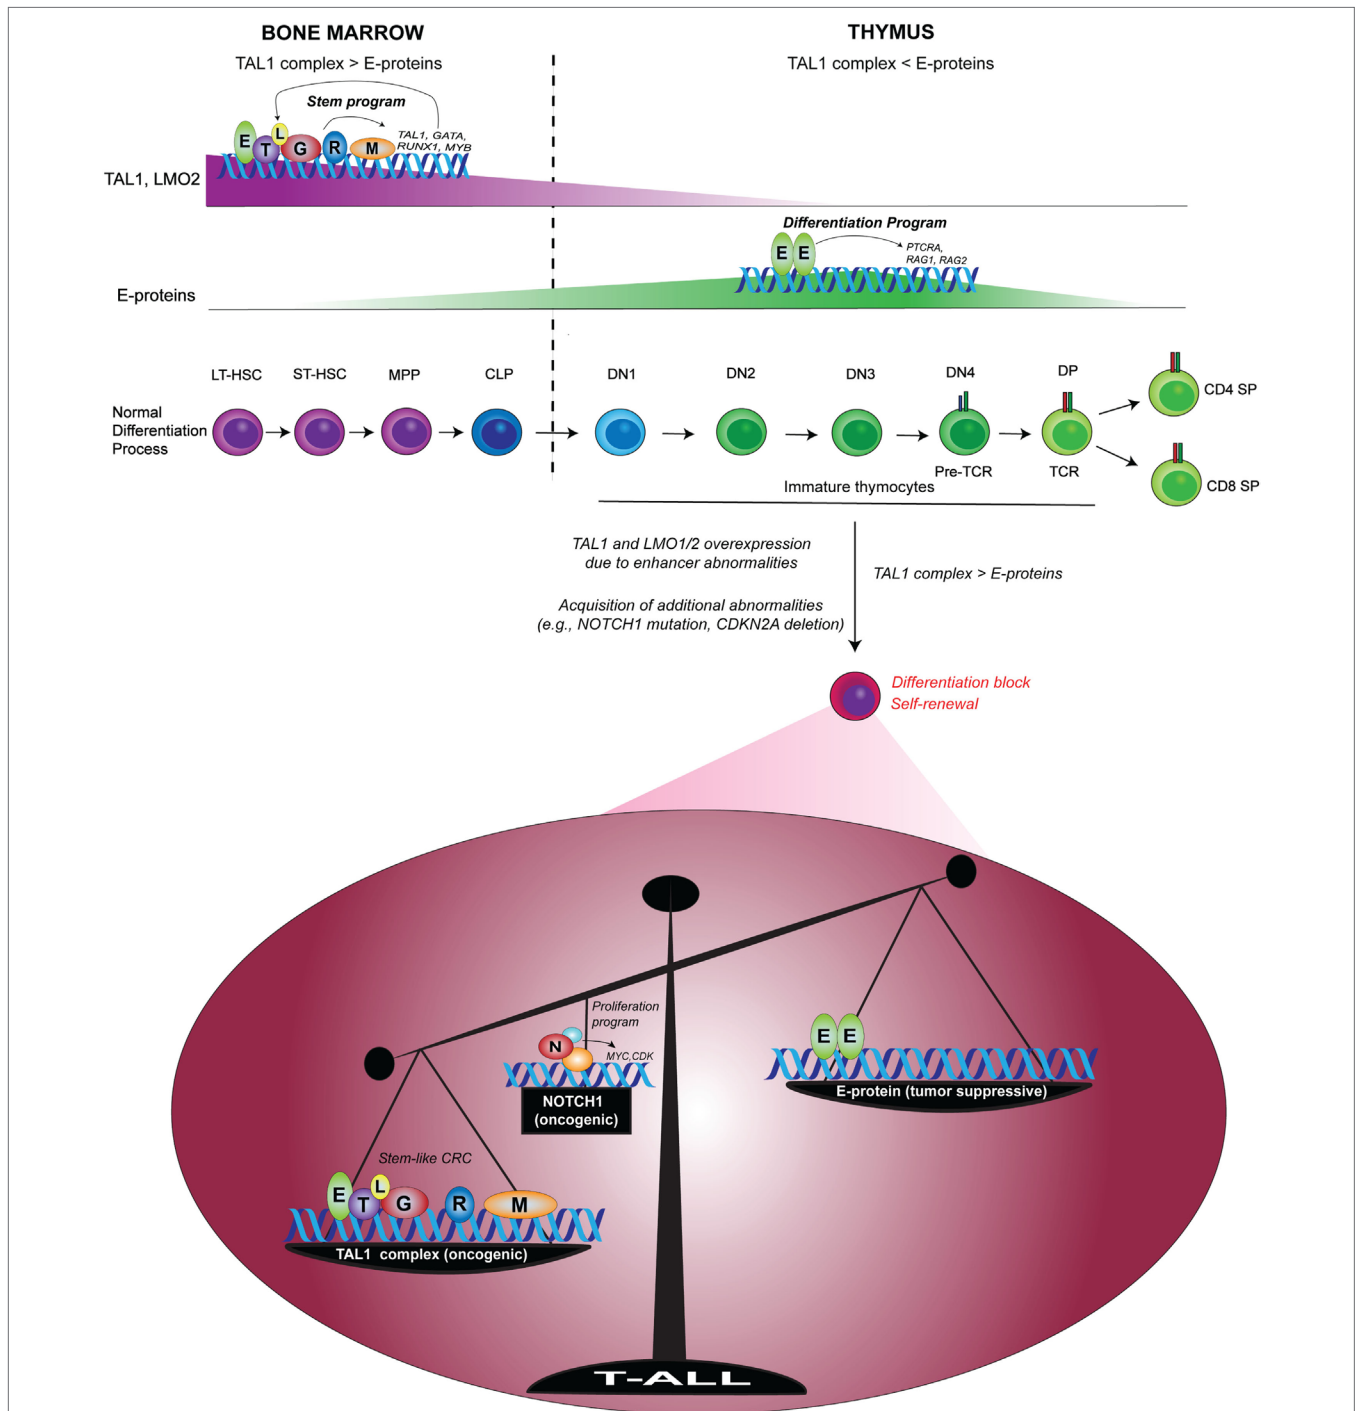 BONE MARROW
TAL1 complex > E-proteins
THYMUS
TAL1 complex < E-proteins
Stem program
E
T
L
G
R
M
TAL1, GATA,
RUNX1, MYB
TAL1, LMO2
Differentiation Program
E
E
PTCRA,
RAG1, RAG2
E-proteins
LT-HSC
ST-HSC
MPP
CLP
DN1
DN2
DN3
DN4
DP
Normal
Differentiation
Process
CD4 SP
CD8 SP
Pre-TCR
TCR
Immature thymocytes
TAL1 and LMO1/2 overexpression
due to enhancer abnormalities
TAL1 complex > E-proteins
Acquisition of additional abnormalities
(e.g., NOTCH1 mutation, CDKN2A deletion)
Differentiation block
Self-renewal
Proliferation
program
N
MYC,CDK
NOTCH1
(oncogenic)
E
E
E-protein (tumor suppressive)
Stem-like CRC
E
T
L
G
R
M
TAL1 complex (oncogenic)
T-ALL